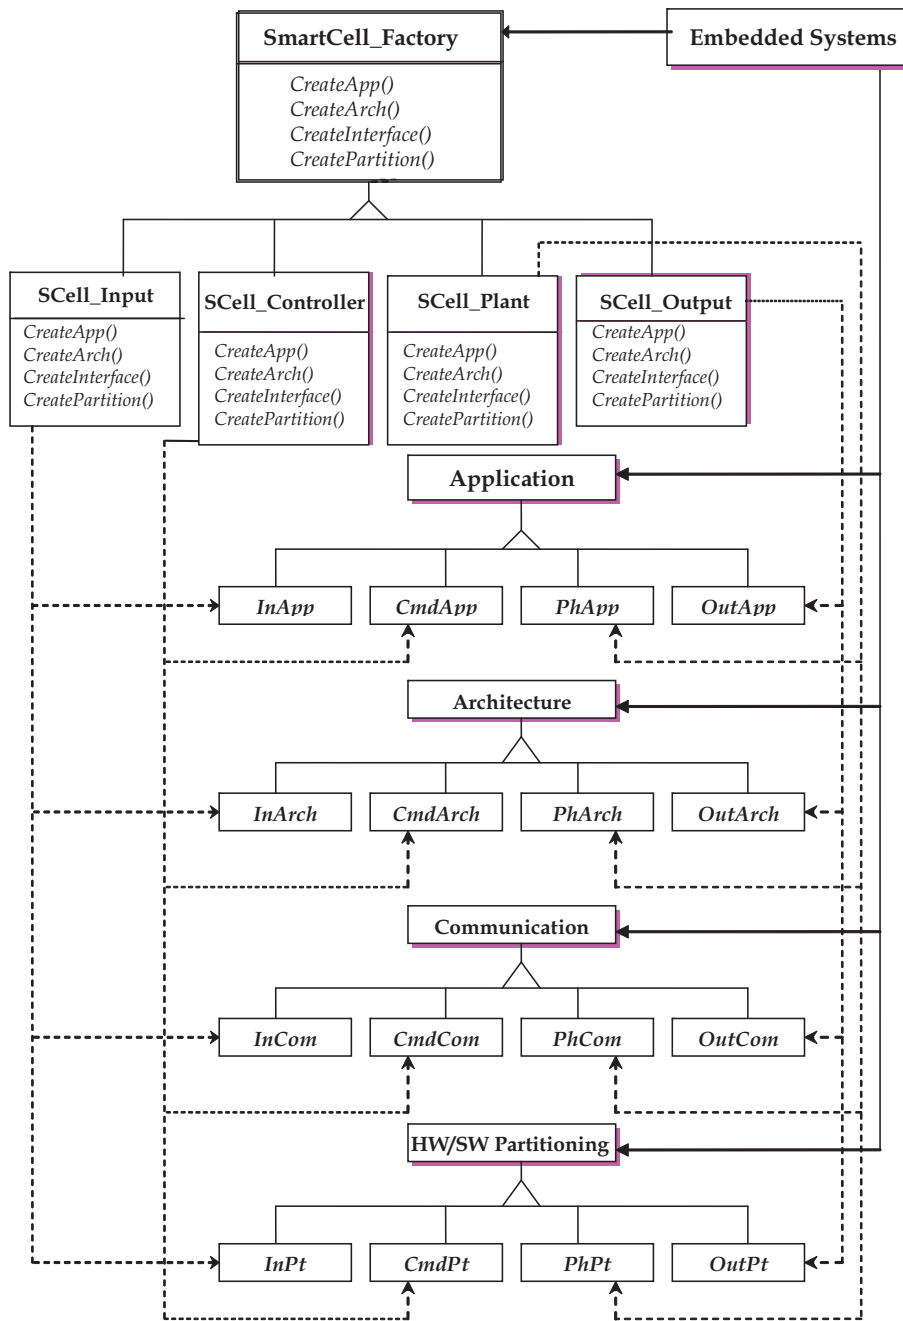 SmartCell_Factory
Embedded Systems
CreateApp()
CreateArch()
CreateInterface()
CreatePartition()
SCell_Input
CreateApp()
CreateArch()
CreateInterface()
CreatePartition()
SCell_Controller
CreateApp()
CreateArch()
CreateInterface()
CreatePartition()
SCell_Plant
CreateApp()
CreateArch()
CreateInterface()
CreatePartition()
SCell_Output
CreateApp()
CreateArch()
CreateInterface()
CreatePartition()
Application
InApp
CmdApp
PhApp
OutApp
Architecture
InArch
CmdArch
PhArch
OutArch
Communication
InCom
CmdCom
PhCom
OutCom
HW/SW Partitioning
InPt
CmdPt
PhPt
OutPt